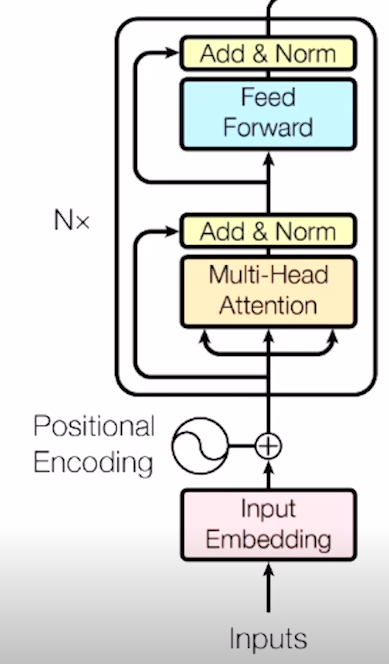 Add & Norm
Feed
Forward
Nx
Add & Norm
Multi-Head
Attention
Positional
Encoding
Input
Embedding
Inputs